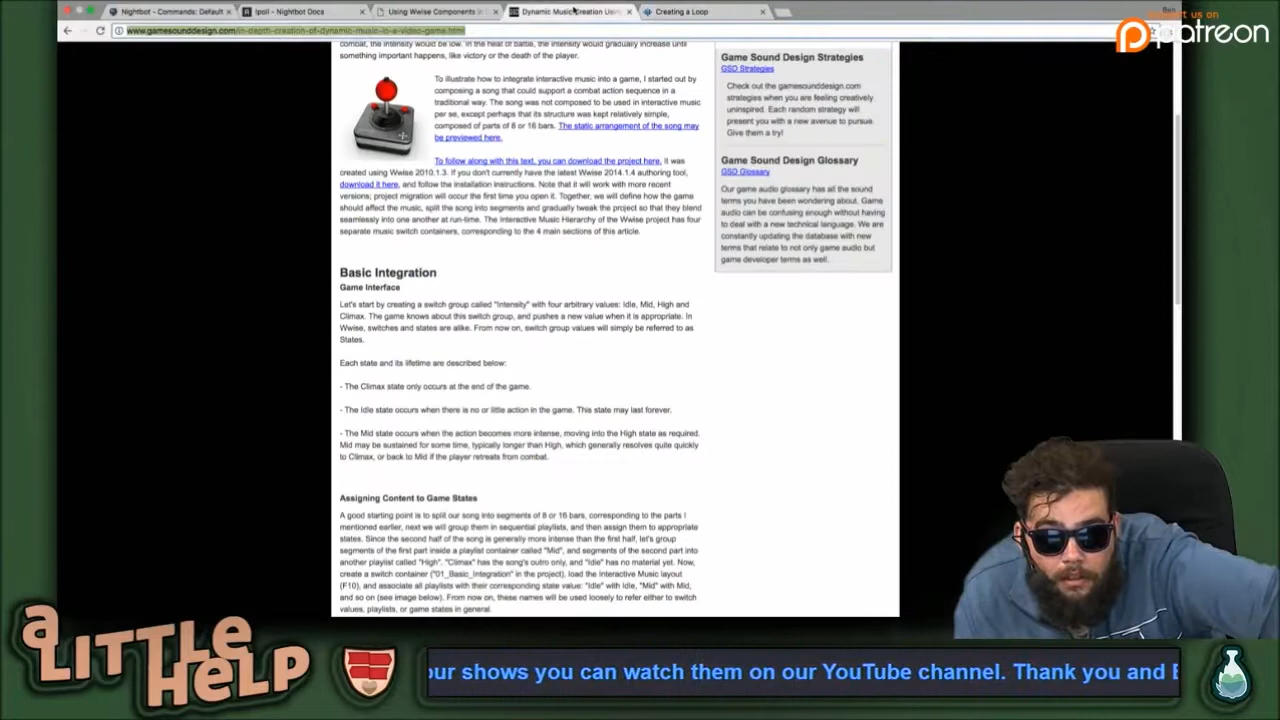 Nightbot - Commands: Default
!poll - Nightbot Docs
Using Wwise Components in
Dynamic Music Creation Using
Creating a Loop
Ben
www.gamesounddesign.com/in-depth-creation-of-dynamic-music-in-a-video-game.html
support us on
patreon
combat, the intensity would be low. In the heat of battle, the intensity would gradually increase until
something important happens, like victory or the death of the player.
To illustrate how to integrate interactive music into a game, I started out by
composing a song that could support a combat action sequence in a
traditional way. The song was not composed to be used in interactive music
per se, except perhaps that its structure was kept relatively simple,
composed of parts of 8 or 16 bars. The static arrangement of the song may
be previewed here.
To follow along with this text, you can download the project here. It was
created using Wwise 2010.1.3. If you don't currently have the latest Wwise 2014.1.4 authoring tool,
download it here, and follow the installation instructions. Note that it will work with more recent
versions; project migration will occur the first time you open it. Together, we will define how the game
should affect the music, split the song into segments and gradually tweak the project so that they blend
seamlessly into one another at run-time. The Interactive Music Hierarchy of the Wwise project has four
separate music switch containers, corresponding to the 4 main sections of this article.
Basic Integration
Game Interface
Let's start by creating a switch group called "Intensity" with four arbitrary values: Idle, Mid, High and
Climax. The game knows about this switch group, and pushes a new value when it is appropriate. In
Wwise, switches and states are alike. From now on, switch group values will simply be referred to as
States.
Each state and its lifetime are described below:
- The Climax state only occurs at the end of the game.
- The Idle state occurs when there is no or little action in the game. This state may last forever.
- The Mid state occurs when the action becomes more intense, moving into the High state as required.
Mid may be sustained for some time, typically longer than High, which generally resolves quite quickly
to Climax, or back to Mid if the player retreats from combat.
Assigning Content to Game States
A good starting point is to split our song into segments of 8 or 16 bars, corresponding to the parts I
mentioned earlier, next we will group them in sequential playlists, and then assign them to appropriate
states. Since the second half of the song is generally more intense than the first half, let's group
segments of the first part inside a playlist container called "Mid", and segments of the second part into
another playlist called "High". "Climax" has the song's outro only, and "Idle" has no material yet. Now,
create a switch container ("01_Basic_Integration" in the project), load the Interactive Music layout
(F10), and associate all playlists with their corresponding state value: "Idle" with Idle, "Mid" with Mid,
and so on (see image below). From now on, these names will be used loosely to refer either to switch
values, playlists, or game states in general.
Game Sound Design Strategies
GSD Strategies
Check out the gamesounddesign.com
strategies when you are feeling creatively
uninspired. Each random strategy will
present you with a new avenue to pursue.
Give them a try!
Game Sound Design Glossary
GSD Glossary
Our game audio glossary has all the sound
terms you have been wondering about. Game
audio can be confusing enough without having
to deal with a new technical language. We are
constantly updating the database with new
terms that relate to not only game audio but
game developer terms as well.
a
LiTTLE
HELP
our shows you can watch them on our YouTube channel. Thank you and E